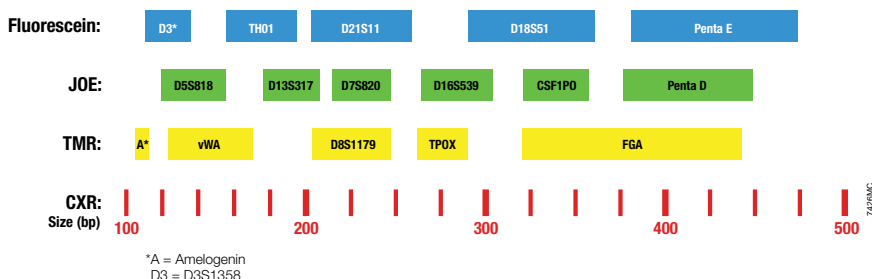 Fluorescein: D3* TH01 D21S11 D18S51 Penta E
JOE: D5S818 D13S317 D7S820 D16S539 CSF1PO Penta D
TMR: A* vWA D8S1179 TPOX FGA
CXR:
Size (bp) 100 200 300 400 500
7426MC
*A = Amelogenin
D3 = D3S1358